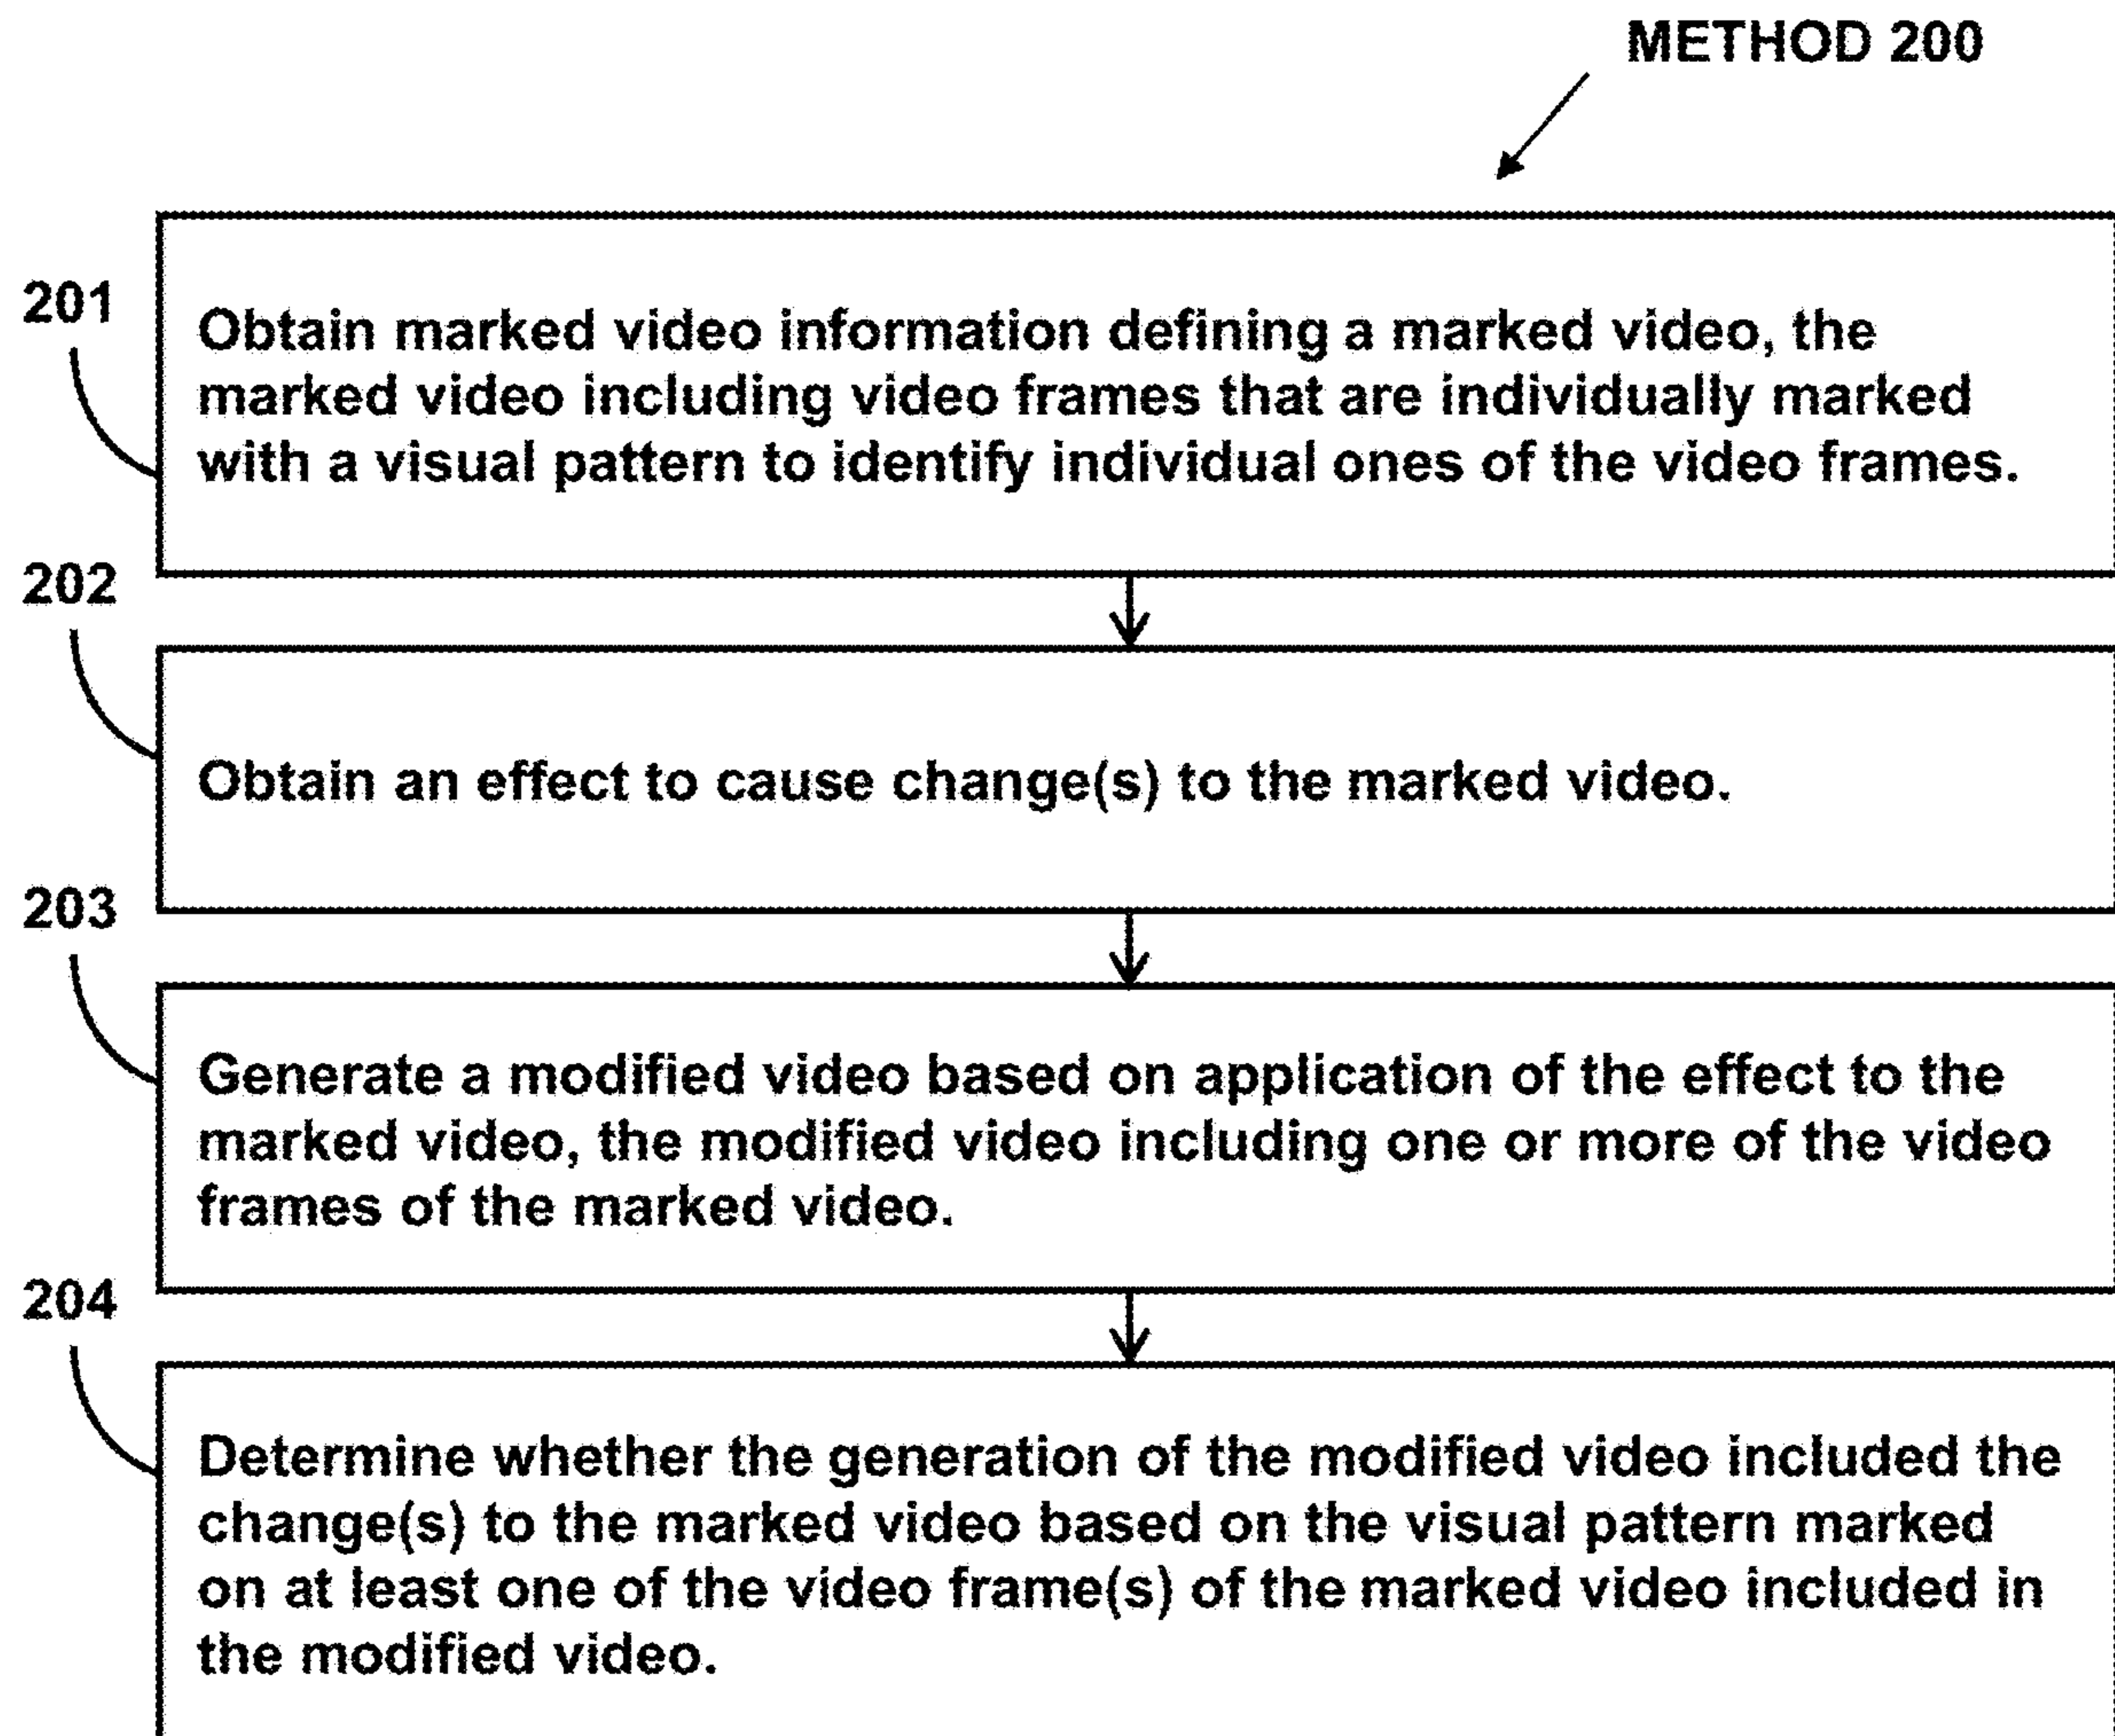 METHOD 200
201
Obtain marked video information defining a marked video, the
marked video including video frames that are individually marked
with a visual pattern to identify individual ones of the video frames.
202
Obtain an effect to cause change(s) to the marked video.
203
Generate a modified video based on application of the effect to the
marked video, the modified video including one or more of the video
frames of the marked video.
204
Determine whether the generation of the modified video included the
change(s) to the marked video based on the visual pattern marked
on at least one of the video frame(s) of the marked video included in
the modified video.